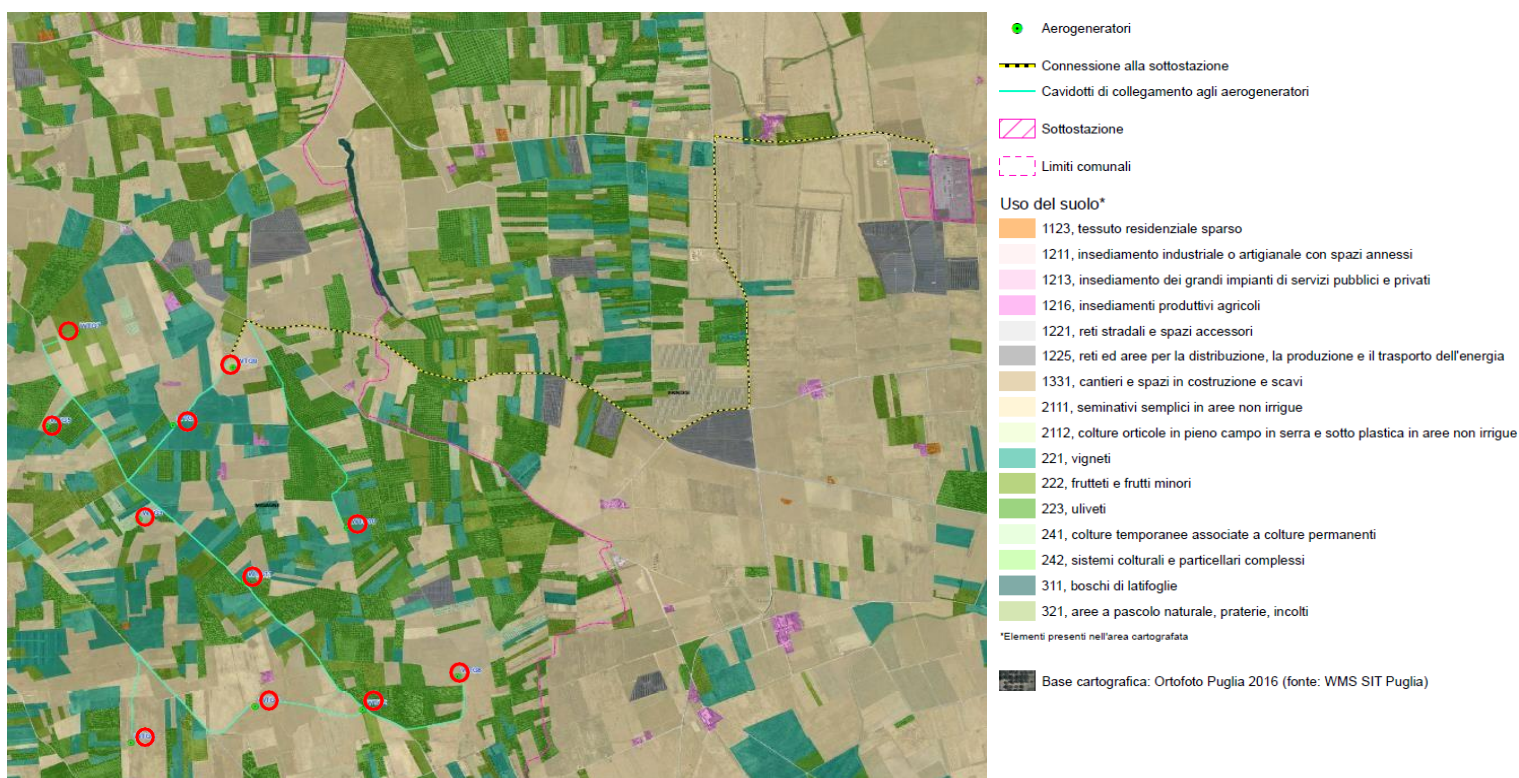 Aerogeneratori
Connessione alla sottostazione
Cavidotti di collegamento agli aerogeneratori
Sottostazione
Limiti comunali
Uso del suolo*
1123, tessuto residenziale sparso
1211, insediamento industriale o artigianale con spazi annessi
1213, insediamento dei grandi impianti di servizi pubblici e privati
1216, insediamenti produttivi agricoli
1221, reti stradali e spazi accessori
1225, reti ed aree per la distribuzione, la produzione e il trasporto dell'energia
1331, cantieri e spazi in costruzione e scavi
2111, seminativi semplici in aree non irrigue
2112, colture orticole in pieno campo in serra e sotto plastica in aree non irrigue
221, vigneti
222, frutteti e frutti minori
223, uliveti
241, colture temporanee associate a colture permanenti
242, sistemi colturali e particellari complessi
311, boschi di latifoglie
321, aree a pascolo naturale, praterie, incolti
*Elementi presenti nell'area cartografata
Base cartografica: Ortofoto Puglia 2016 (fonte: WMS SIT Puglia)